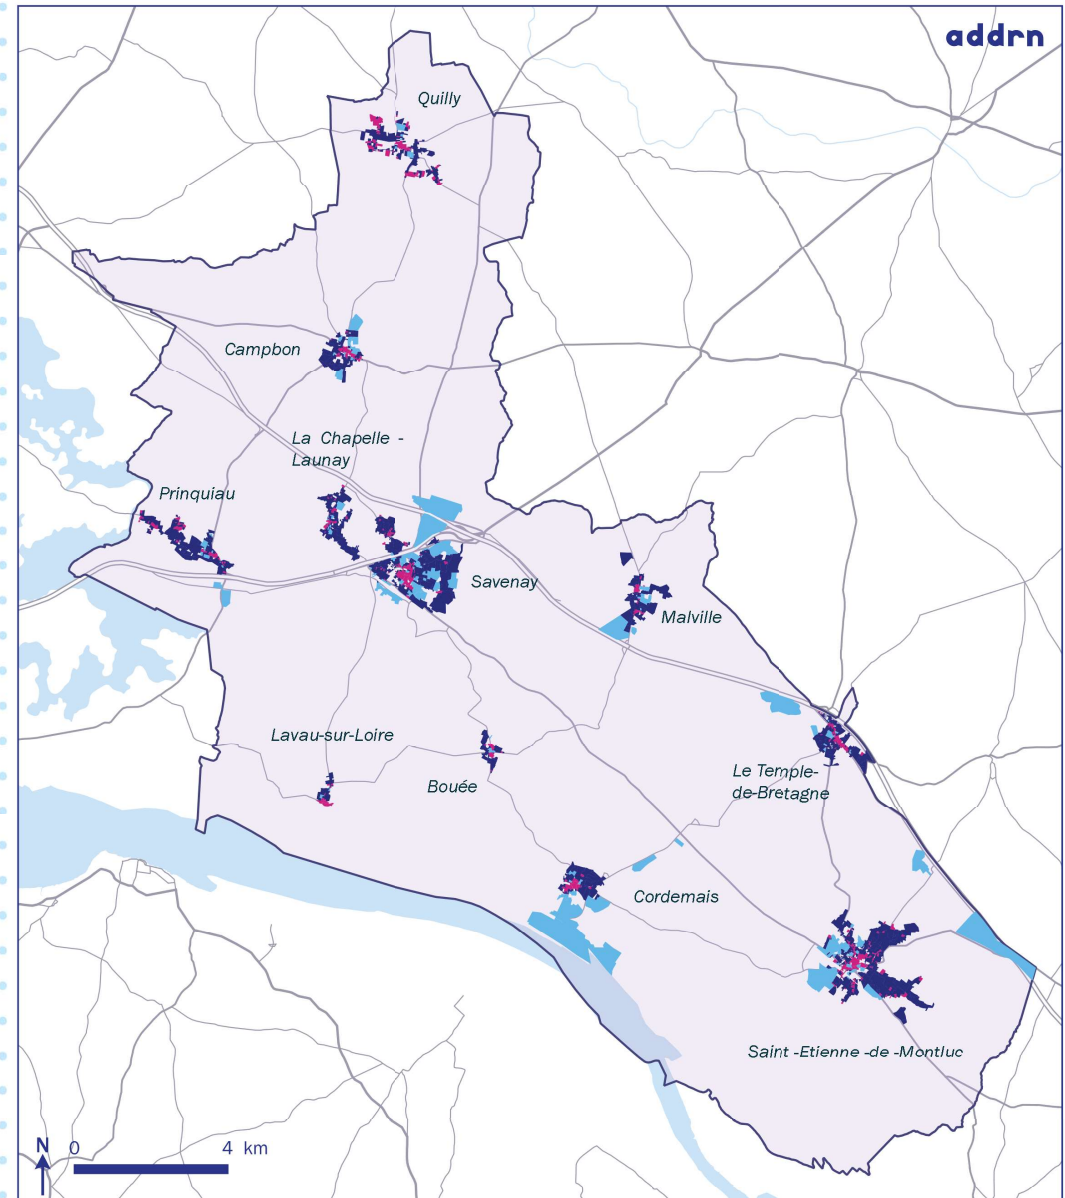 addrn
Quilly
Campbon
La Chapelle -
Launay
Prinquiau
Savenay
Malville
Lavau-sur-Loire
Bouée
Le Temple-
de-Bretagne
Cordemais
Saint -Etienne -de -Montluc
N
0 4 km